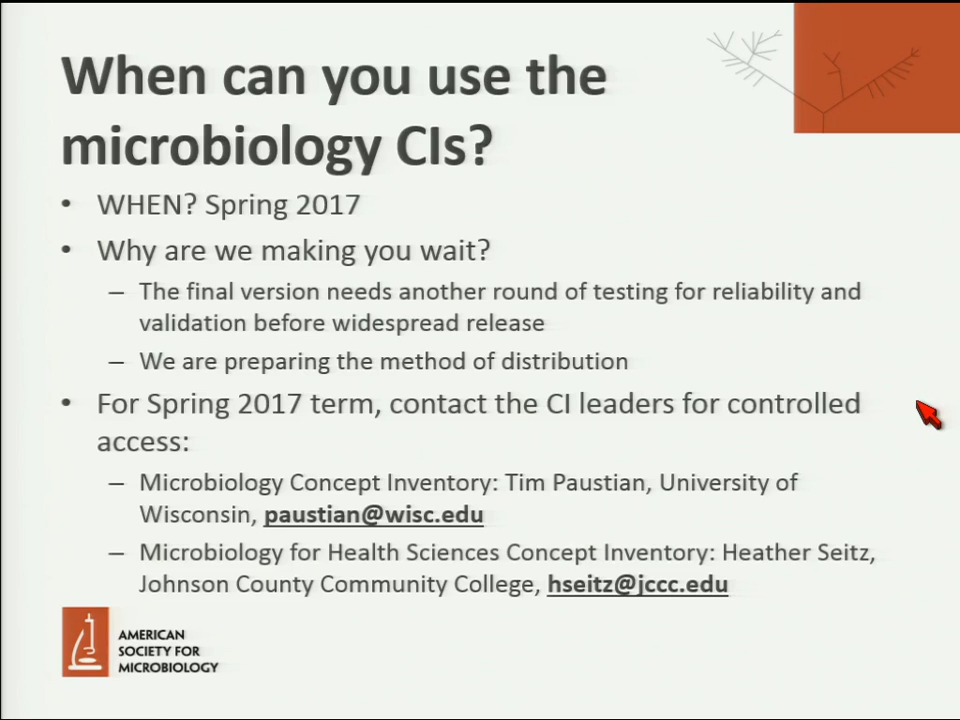 When can you use the
microbiology CIs?
• WHEN? Spring 2017
• Why are we making you wait?
– The final version needs another round of testing for reliability and
validation before widespread release
– We are preparing the method of distribution
• For Spring 2017 term, contact the CI leaders for controlled
access:
– Microbiology Concept Inventory: Tim Paustian, University of
Wisconsin, paustian@wisc.edu
– Microbiology for Health Sciences Concept Inventory: Heather Seitz,
Johnson County Community College, hseitz@jccc.edu
AMERICAN
SOCIETY FOR
MICROBIOLOGY